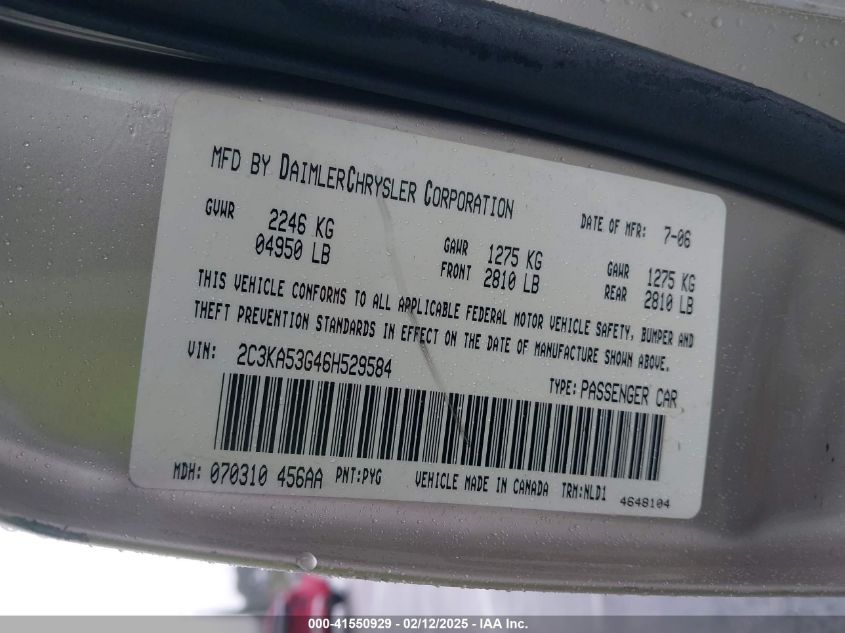 MFD BY DAIMLERCHRYSLER CORPORATION
DATE OF MFR: 7-06
GVWR 2246 KG 04950 LB
GAWR FRONT 1275 KG 2810 LB
GAWR REAR 1275 KG 2810 LB
THIS VEHICLE CONFORMS TO ALL APPLICABLE FEDERAL MOTOR VEHICLE SAFETY, BUMPER AND
THEFT PREVENTION STANDARDS IN EFFECT ON THE DATE OF MANUFACTURE SHOWN ABOVE.
VIN: 2C3KA53G46H529584
TYPE: PASSENGER CAR
MDH: 070310 456AA PNT:PYG VEHICLE MADE IN CANADA TRM:NLD1
4648104
000-41550929 - 02/12/2025 - IAA Inc.